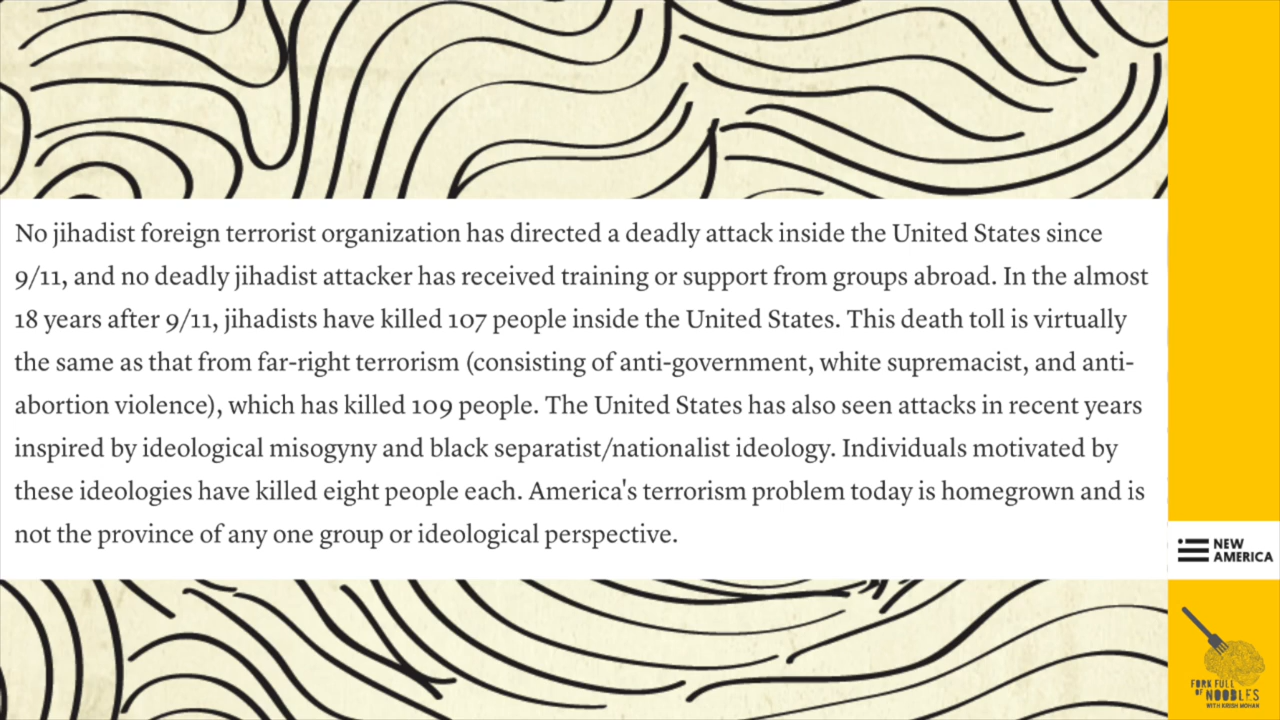 No jihadist foreign terrorist organization has directed a deadly attack inside the United States since
9/11, and no deadly jihadist attacker has received training or support from groups abroad. In the almost
18 years after 9/11, jihadists have killed 107 people inside the United States. This death toll is virtually
the same as that from far-right terrorism (consisting of anti-government, white supremacist, and anti-
abortion violence), which has killed 109 people. The United States has also seen attacks in recent years
inspired by ideological misogyny and black separatist/nationalist ideology. Individuals motivated by
these ideologies have killed eight people each. America's terrorism problem today is homegrown and is
not the province of any one group or ideological perspective.
NEW
AMERICA
FORK FULL
OF NOODLES
WITH KRISH MOHAN